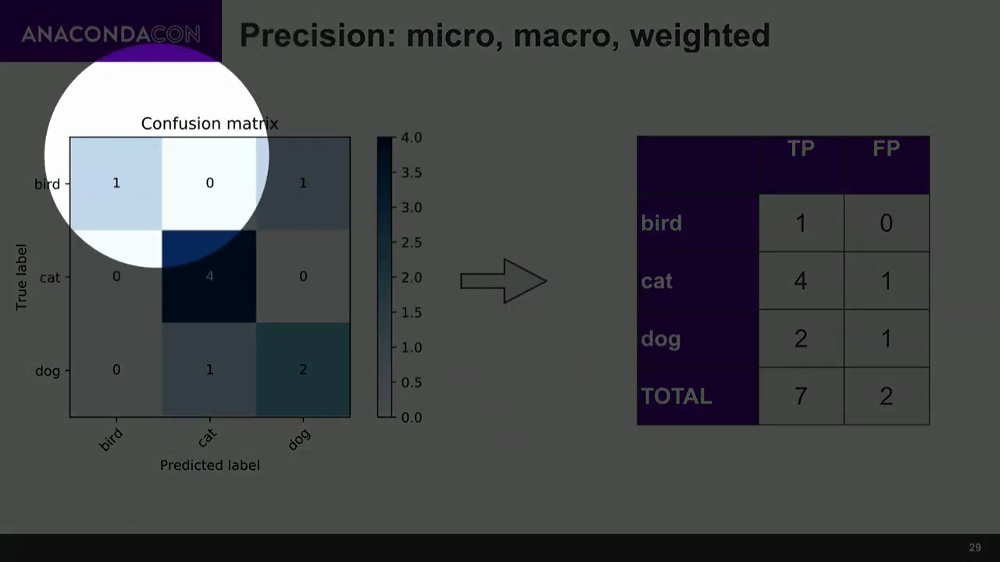 ANACONDACON
Precision: micro, macro, weighted
Confusion matrix
bird
1
0
1
cat
0
4
0
dog
0
1
2
True label
bird
cat
dog
Predicted label
4.0
3.5
3.0
2.5
2.0
1.5
1.0
0.5
0.0
TP FP
bird 1 0
cat 4 1
dog 2 1
TOTAL 7 2
29